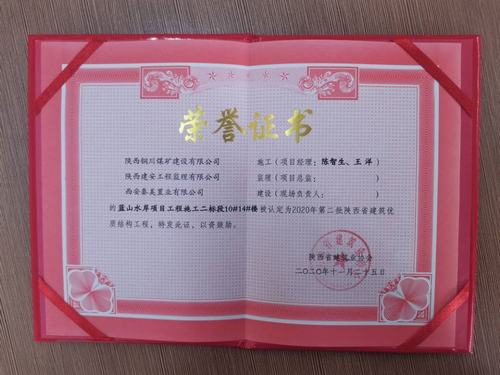 荣誉证书
陕西铜川煤矿建设有限公司 施工(项目经理:陈智生、王洋)
陕西建安工程监理有限公司 监理(项目总监: )
西安秦美置业有限公司 建设(现场负责人: )
的蓝山水岸项目工程施工二标段10#14#楼被认定为2020年第二批陕西省建筑优
质结构工程,特发此证,以资鼓励。
陕西省建筑业协会
二〇二〇年十一月二十五日